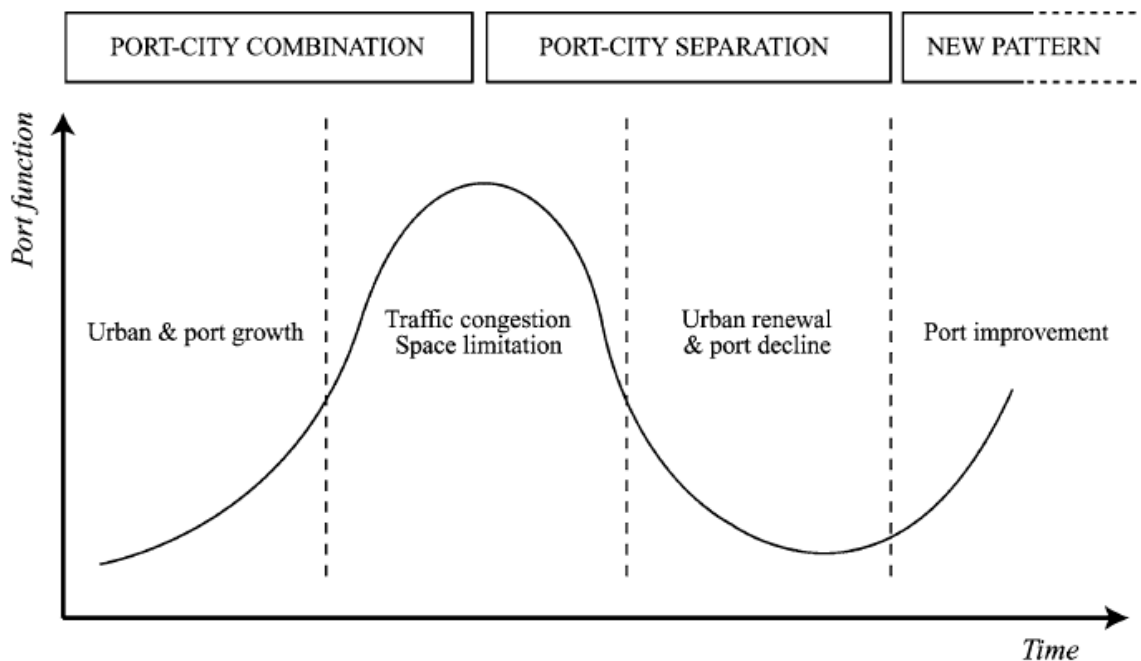 PORT-CITY COMBINATION
PORT-CITY SEPARATION
NEW PATTERN
Port function
Urban & port growth
Traffic congestion
Space limitation
Urban renewal
& port decline
Port improvement
Time